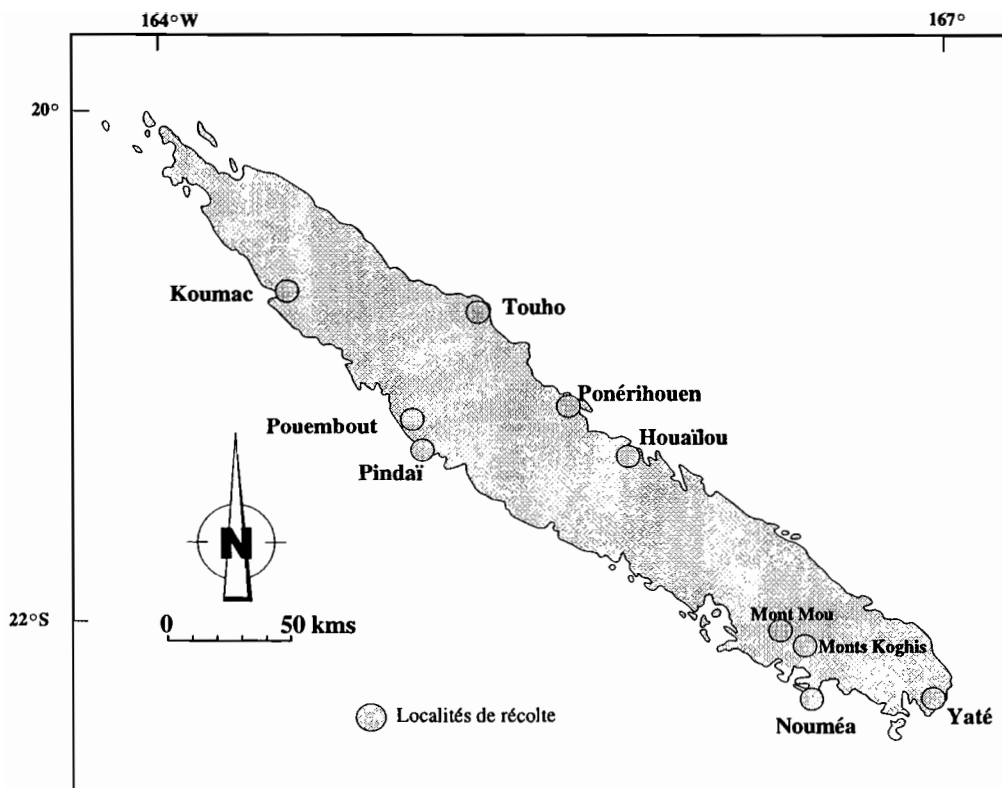 164°W
167°
20°
Koumac
Touho
Ponérihouen
Pouembout
Houaïlou
Pindaï
N
22°S
0
50 kms
Mont Mou
Monts Koghis
Localités de récolte
Nouméa
Yaté